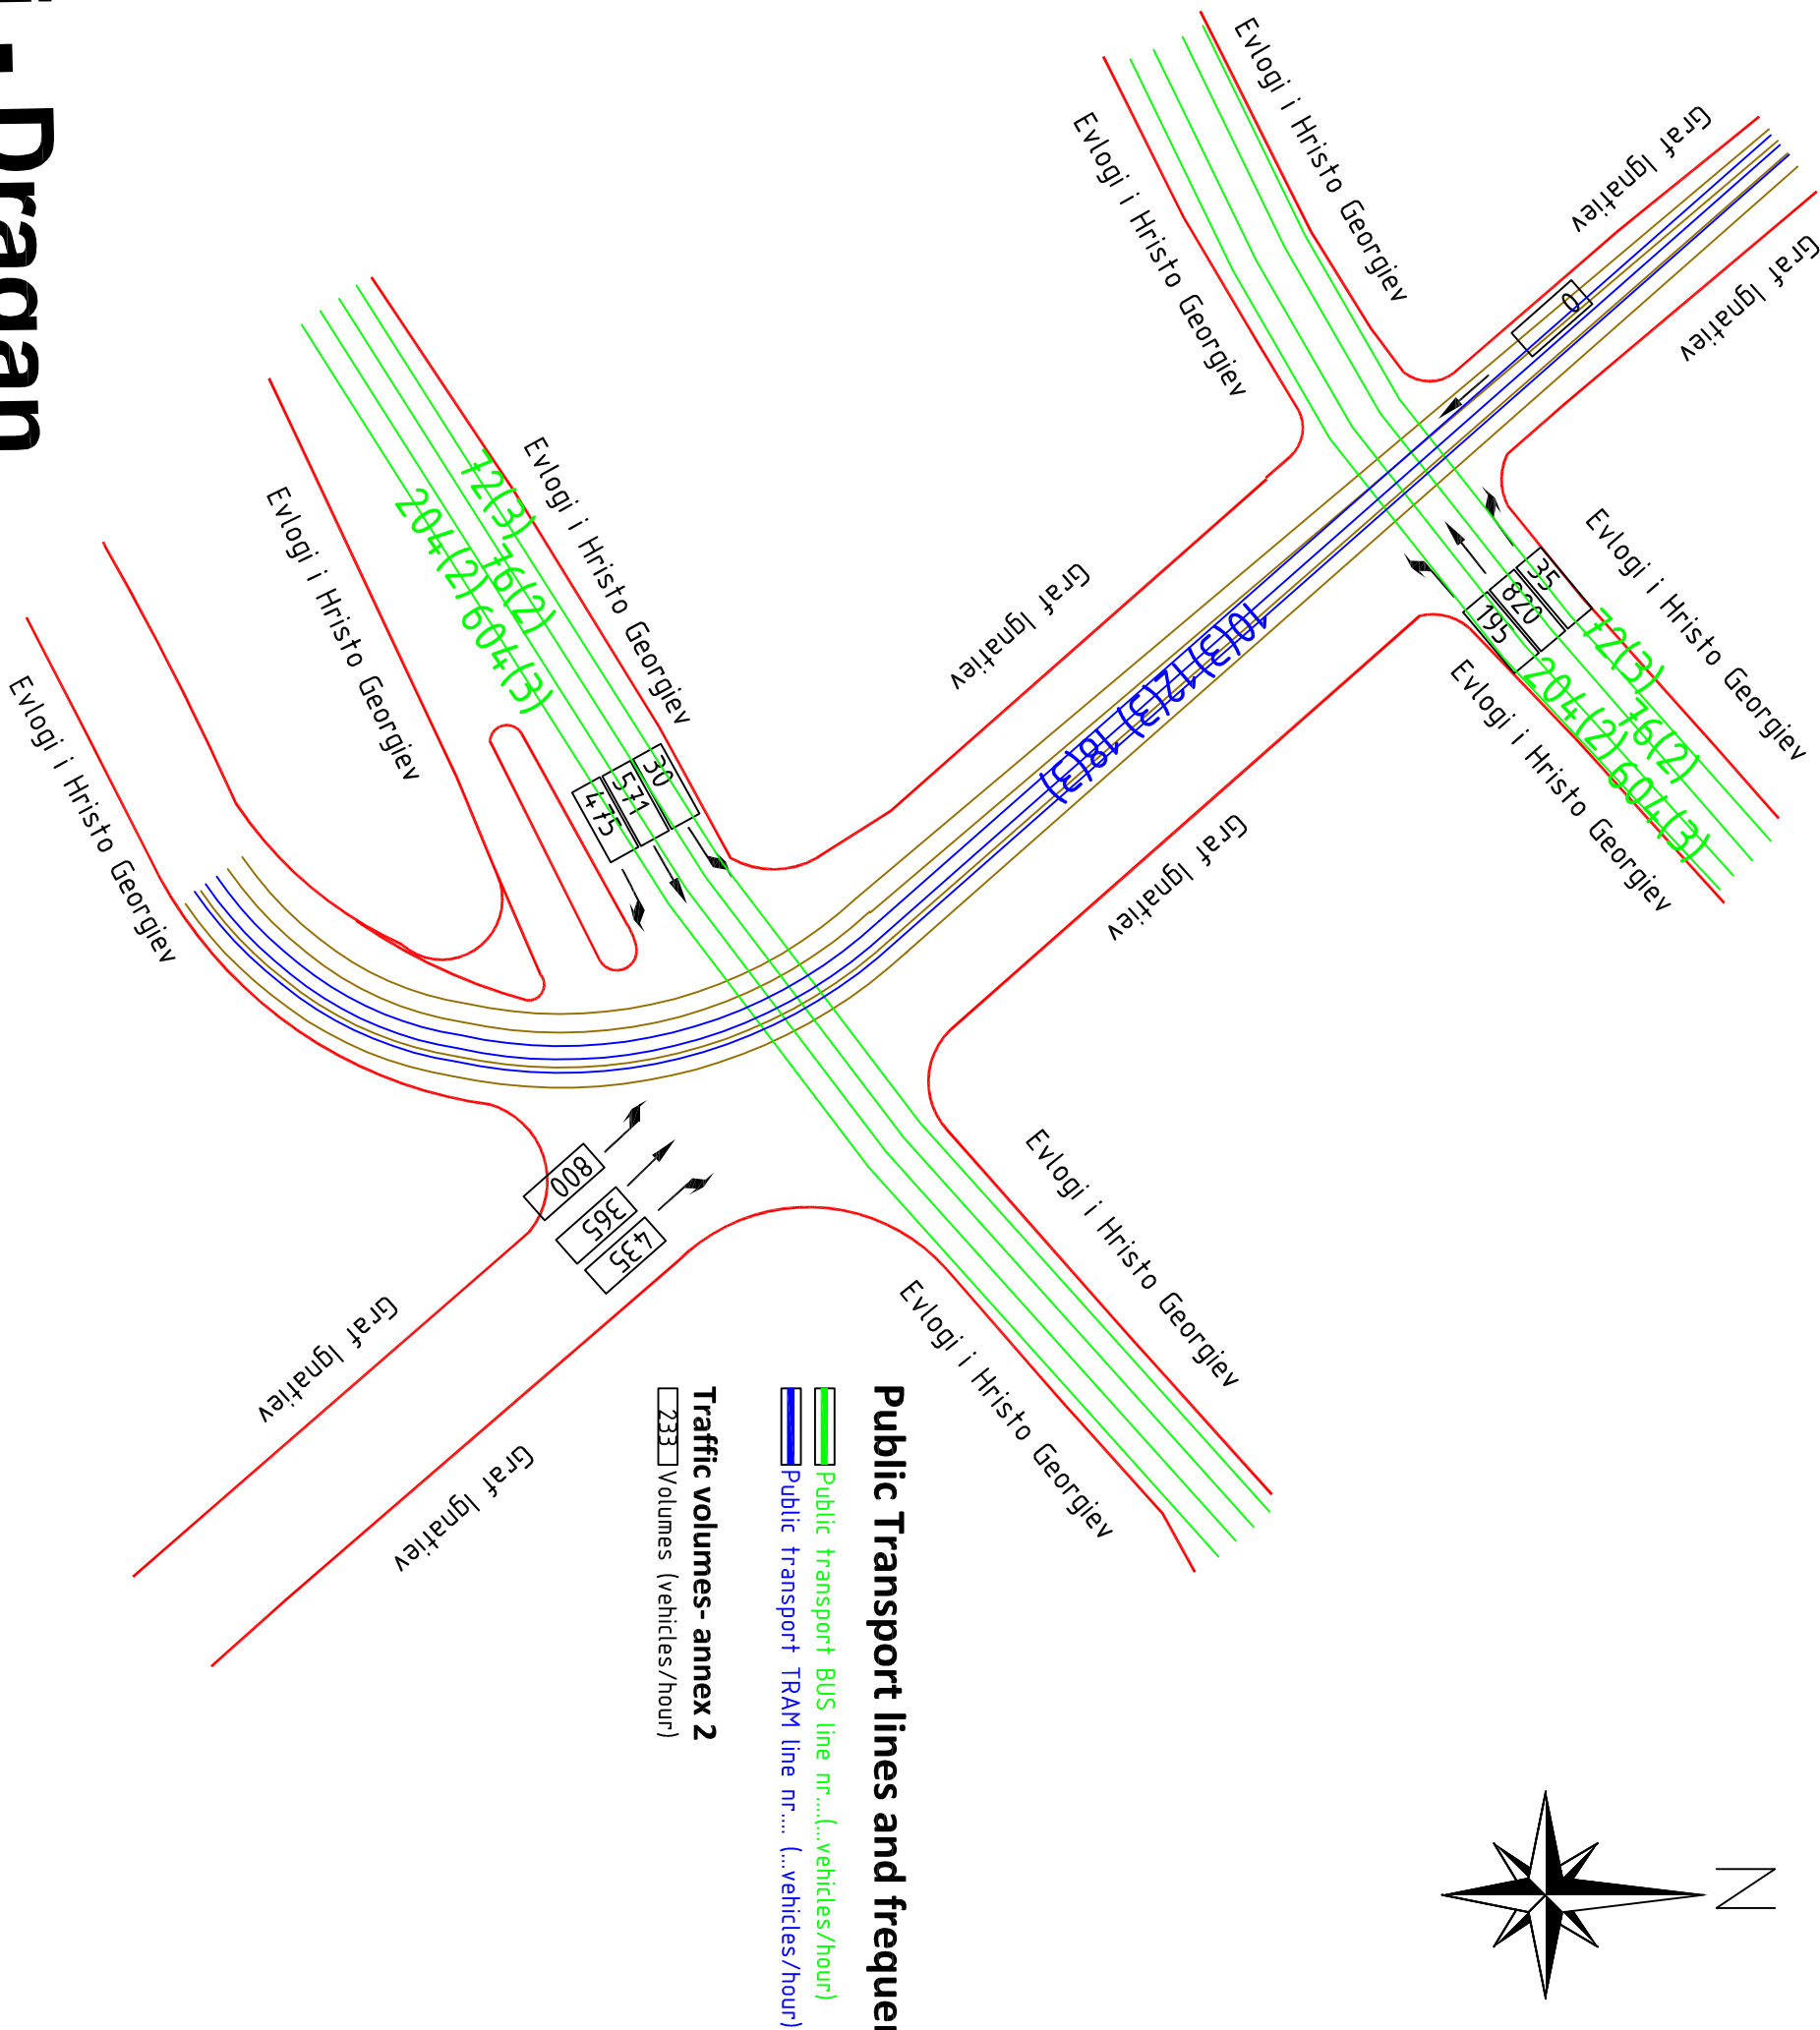 - Dragan
Evlogi i Hristo Georgiev
Evlogi i Hristo Georgiev
Graf Ignatiev
Graf Ignatiev
0
Evlogi i Hristo Georgiev
Evlogi i Hristo Georgiev
35
820
195
72(3) 76(2)
204(2) 604(3)
Evlogi i Hristo Georgiev
Evlogi i Hristo Georgiev
Evlogi i Hristo Georgiev
72(3) 76(2)
204(2) 604(3)
30
571
475
Graf Ignatiev
10(3) 12(3) 18(3)
Graf Ignatiev
800
365
435
Graf Ignatiev
Graf Ignatiev
Evlogi i Hristo Georgiev
Evlogi i Hristo Georgiev
Public Transport lines and
Public transport BUS line nr....(...vehicles/hour)
Public transport TRAM line nr.... (...vehicles/hour)
Traffic volumes- annex 2
233 Volumes (vehicles/hour)
N